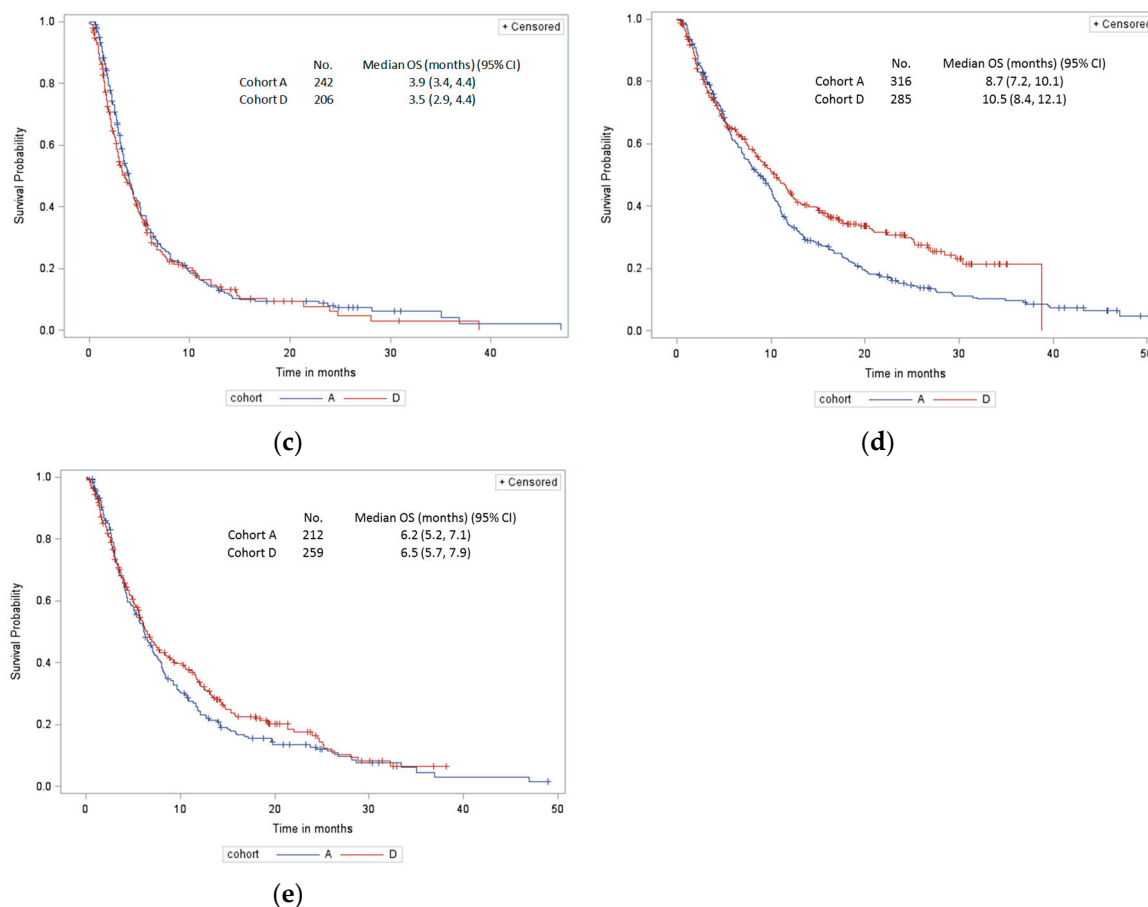 + Censored
No. Median OS (months) (95% CI)
Cohort A 242 3.9 (3.4, 4.4)
Cohort D 206 3.5 (2.9, 4.4)
Survival Probability
1.0
0.8
0.6
0.4
0.2
0.0
0 10 20 30 40
Time in months
cohort A D
(c)
+ Censored
No. Median OS (months) (95% CI)
Cohort A 316 8.7 (7.2, 10.1)
Cohort D 285 10.5 (8.4, 12.1)
Survival Probability
1.0
0.8
0.6
0.4
0.2
0.0
0 10 20 30 40 50
Time in months
cohort A D
(d)
+ Censored
No. Median OS (months) (95% CI)
Cohort A 212 6.2 (5.2, 7.1)
Cohort D 259 6.5 (5.7, 7.9)
Survival Probability
1.0
0.8
0.6
0.4
0.2
0.0
0 10 20 30 40 50
Time in months
cohort A D
(e)